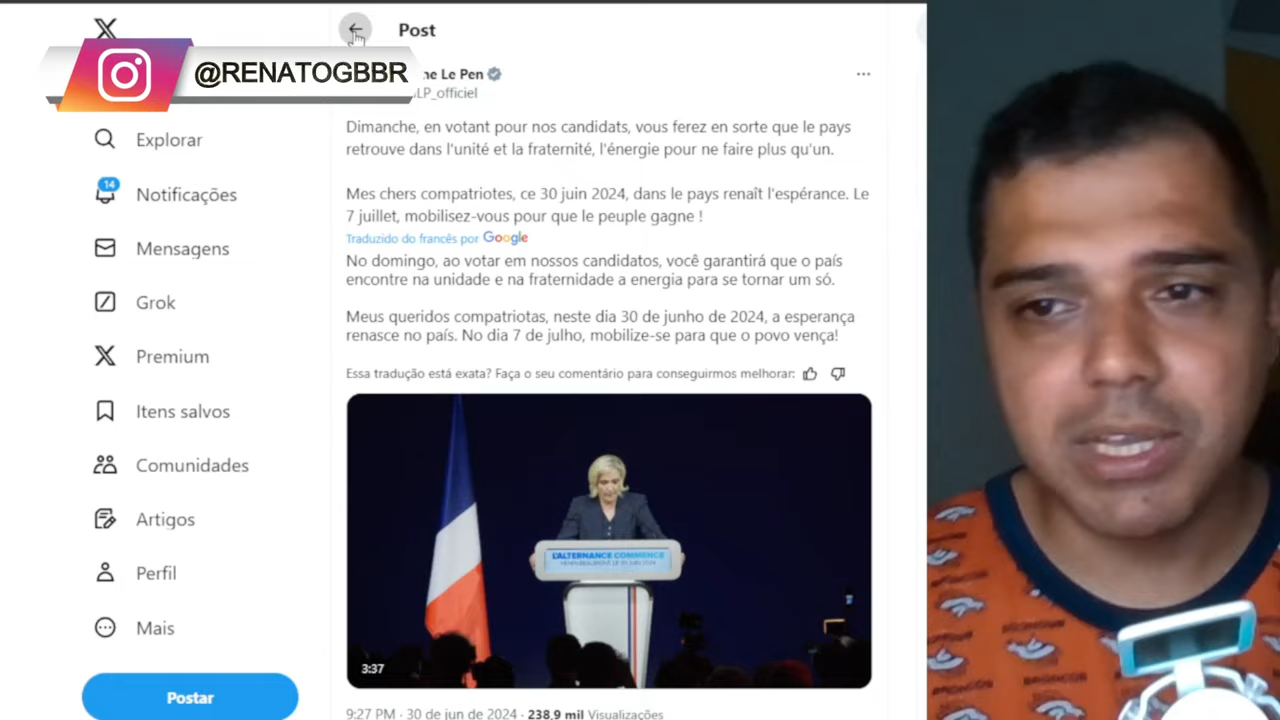 Post
@RENATOGBBR
ne Le Pen
LP_officiel
Dimanche, en votant pour nos candidats, vous ferez en sorte que le pays
retrouve dans l'unité et la fraternité, l'énergie pour ne faire plus qu'un.
Mes chers compatriotes, ce 30 juin 2024, dans le pays renaît l'espérance. Le
7 juillet, mobilisez-vous pour que le peuple gagne !
Traduzido do francês por Google
No domingo, ao votar em nossos candidatos, você garantirá que o país
encontre na unidade e na fraternidade a energia para se tornar um só.
Meus queridos compatriotas, neste dia 30 de junho de 2024, a esperança
renasce no país. No dia 7 de julho, mobilize-se para que o povo vença!
Essa tradução está exata? Faça o seu comentário para conseguirmos melhorar:
L'ALTERNANCE COMMENCE
3:37
9:27 PM · 30 de jun de 2024 · 238,9 mil Visualizações
14
Explorar
Notificações
Mensagens
Grok
Premium
Itens salvos
Comunidades
Artigos
Perfil
Mais
Postar
BRONCOS